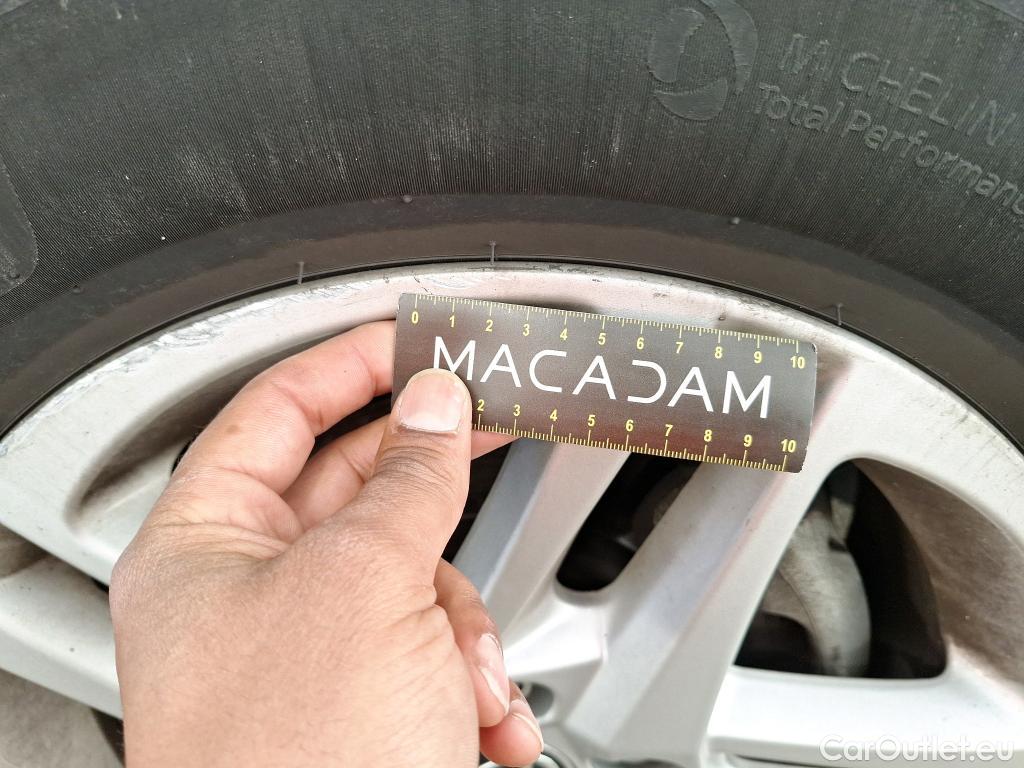 MICHELIN
Total Performance
0 1 2 3 4 5 6 7 8 9 10
MACADAM
2 3 4 5 6 7 8 9 10
CarOutlet.eu